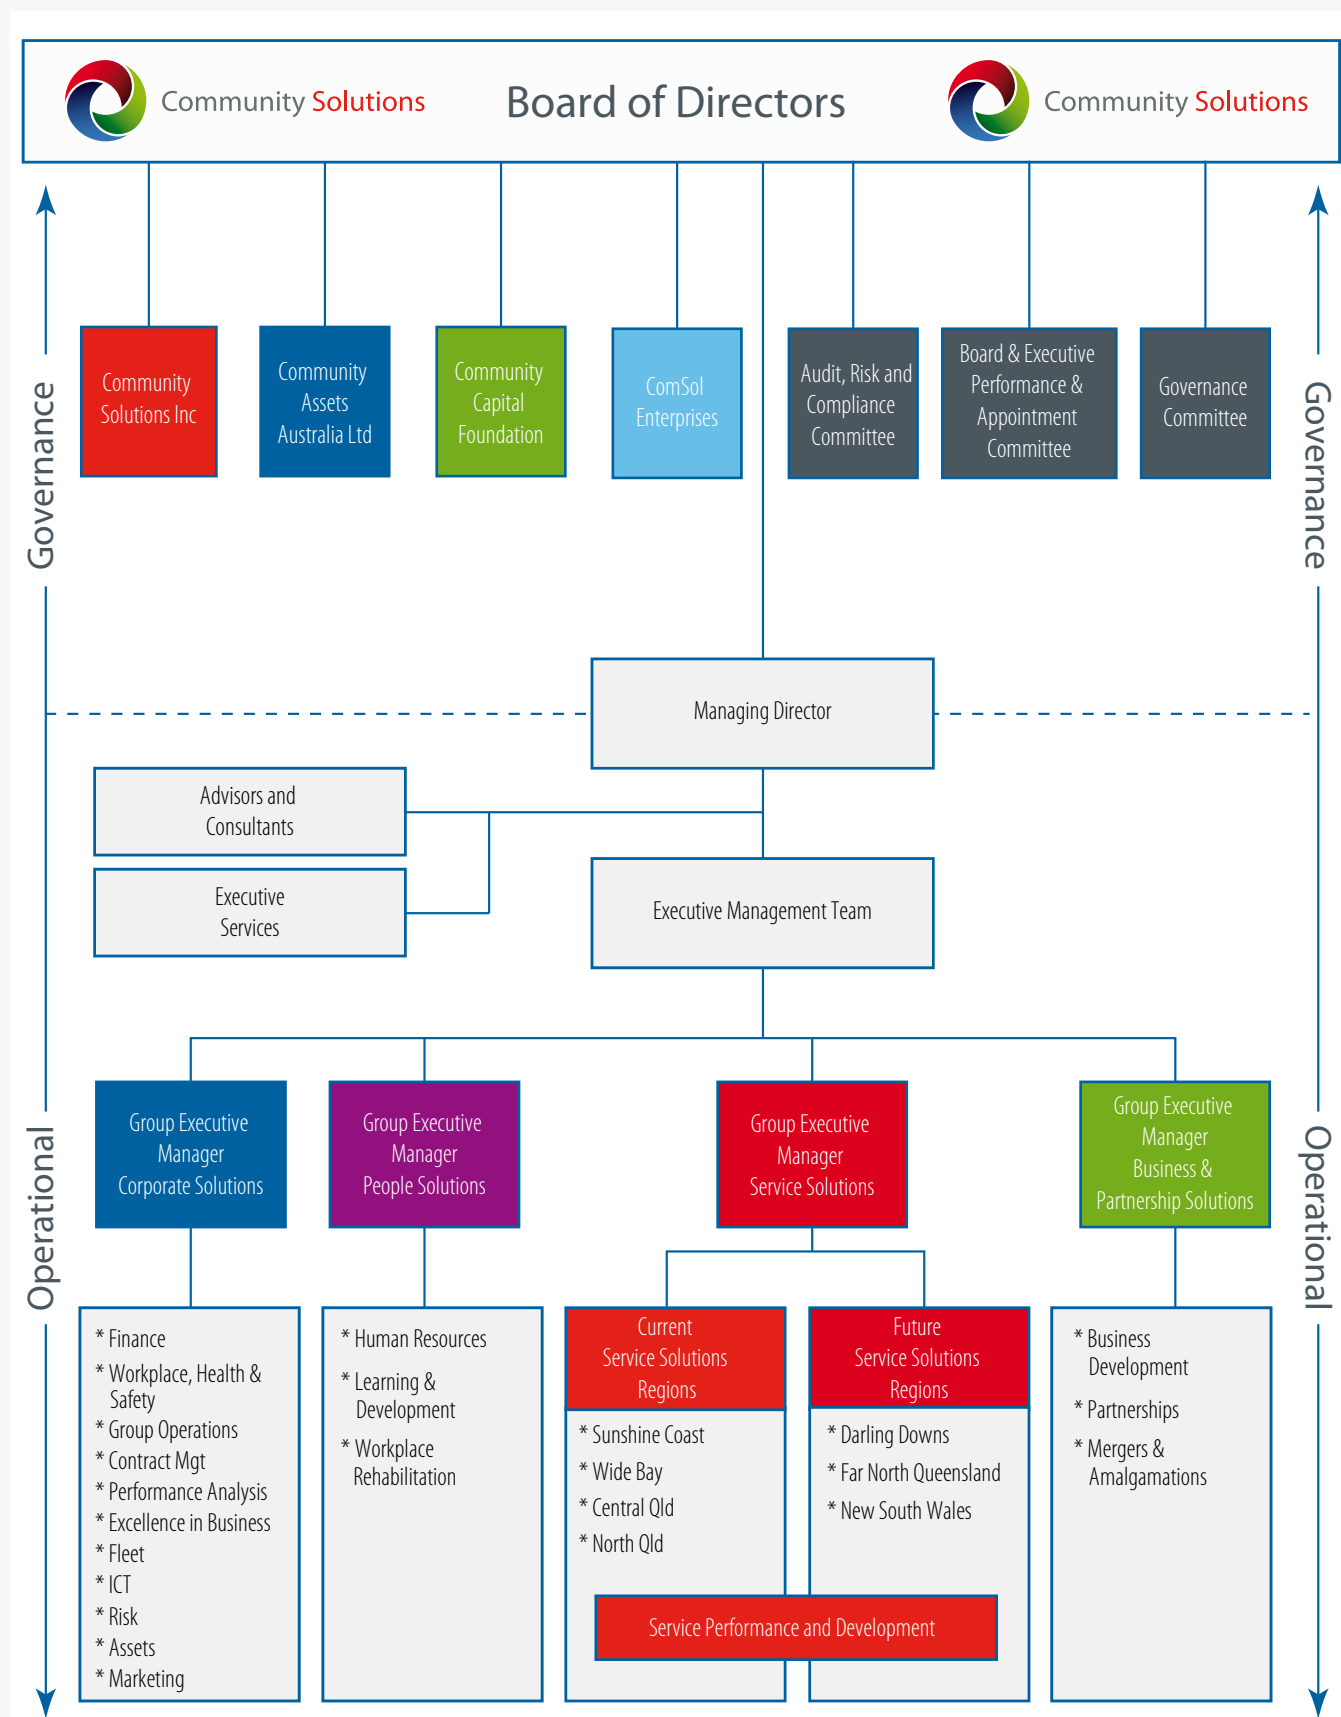 Community Solutions
Board of Directors
Community Solutions
Governance
Governance
Community
Solutions Inc
Community
Assets
Australia Ltd
Community
Capital
Foundation
ComSol
Enterprises
Audit, Risk and
Compliance
Committee
Board & Executive
Performance &
Appointment
Committee
Governance
Committee
Managing Director
Advisors and
Consultants
Executive
Services
Executive Management Team
Operational
Operational
Group Executive
Manager
Corporate Solutions
Group Executive
Manager
People Solutions
Group Executive
Manager
Service Solutions
Group Executive
Manager
Business &
Partnership Solutions
* Finance
* Workplace, Health &
Safety
* Group Operations
* Contract Mgt
* Performance Analysis
* Excellence in Business
* Fleet
* ICT
* Risk
* Assets
* Marketing
* Human Resources
* Learning &
Development
* Workplace
Rehabilitation
Current
Service Solutions
Regions
* Sunshine Coast
* Wide Bay
* Central Qld
* North Qld
Future
Service Solutions
Regions
* Darling Downs
* Far North Queensland
* New South Wales
Service Performance and Development
* Business
Development
* Partnerships
* Mergers &
Amalgamations